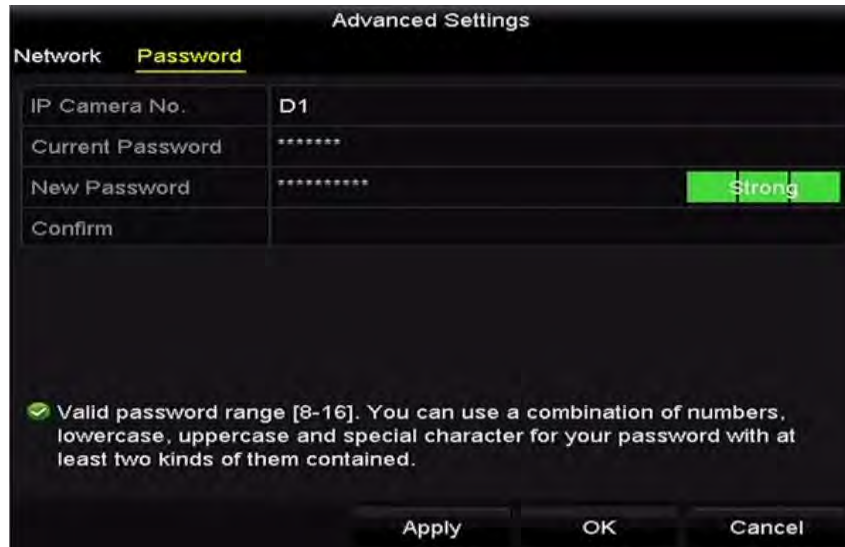 Advanced Settings
Network Password
IP Camera No. D1
Current Password *******
New Password ********** Strong
Confirm
Valid password range [8-16]. You can use a combination of numbers,
lowercase, uppercase and special character for your password with at
least two kinds of them contained.
Apply OK Cancel